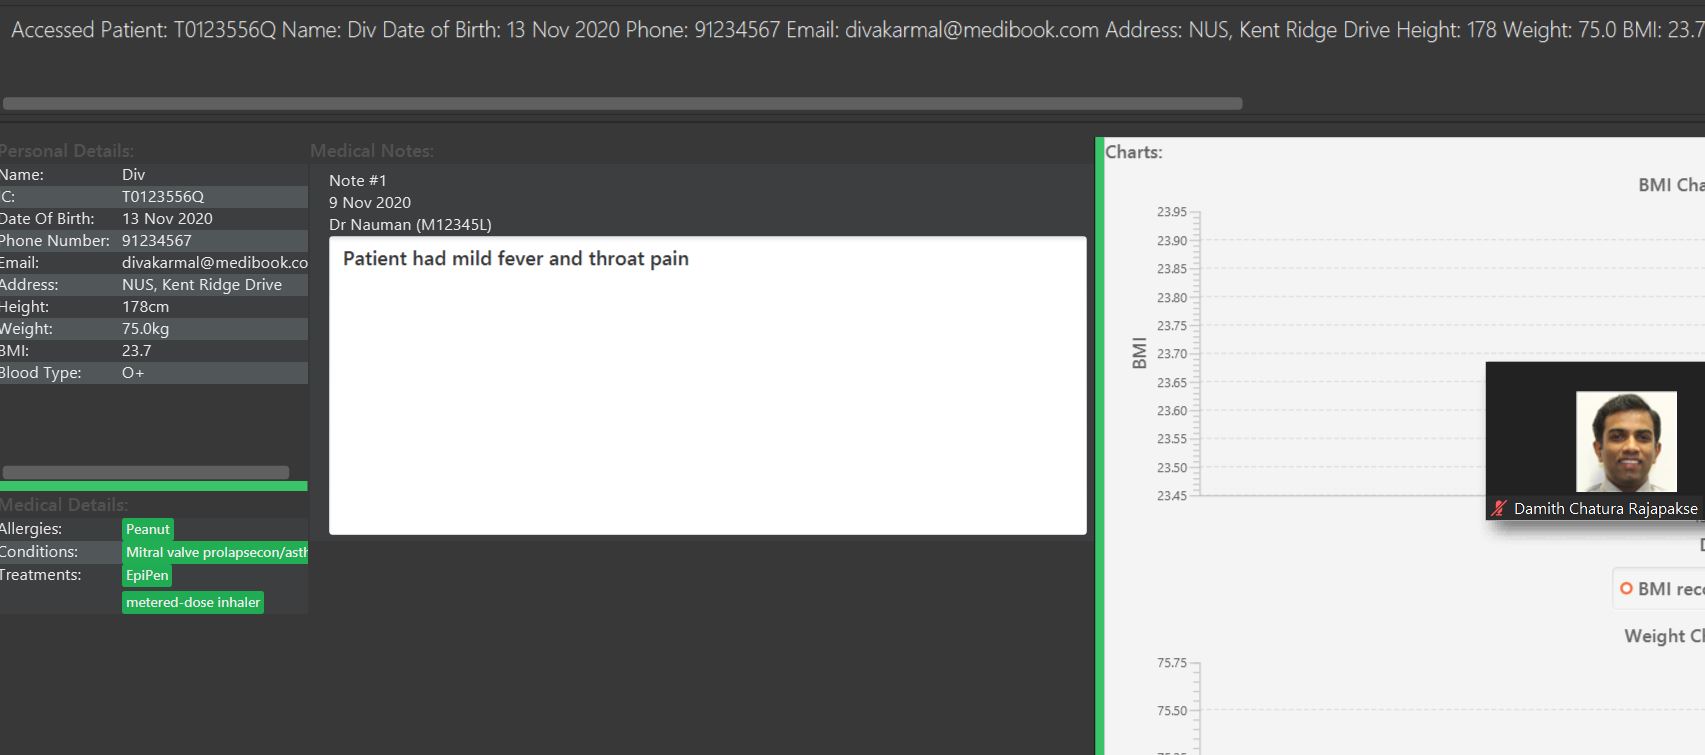 Accessed Patient: T0123556Q Name: Div Date of Birth: 13 Nov 2020 Phone: 91234567 Email: divakarmal@medibook.com Address: NUS, Kent Ridge Drive Height: 178 Weight: 75.0 BMI: 23.7
Personal Details:
Name: Div
IC: T0123556Q
Date Of Birth: 13 Nov 2020
Phone Number: 91234567
Email: divakarmal@medibook.co
Address: NUS, Kent Ridge Drive
Height: 178cm
Weight: 75.0kg
BMI: 23.7
Blood Type: O+
Medical Details:
Allergies: Peanut
Conditions: Mitral valve prolapsecon/asth
Treatments: EpiPen
metered-dose inhaler
Medical Notes:
Note #1
9 Nov 2020
Dr Nauman (M12345L)
Patient had mild fever and throat pain
Charts:
BMI Cha
23.95
23.90
23.85
23.80
23.75
23.70
23.65
23.60
23.55
23.50
23.45
BMI
Damith Chatura Rajapakse
BMI reco
Weight Ch
75.75
75.50